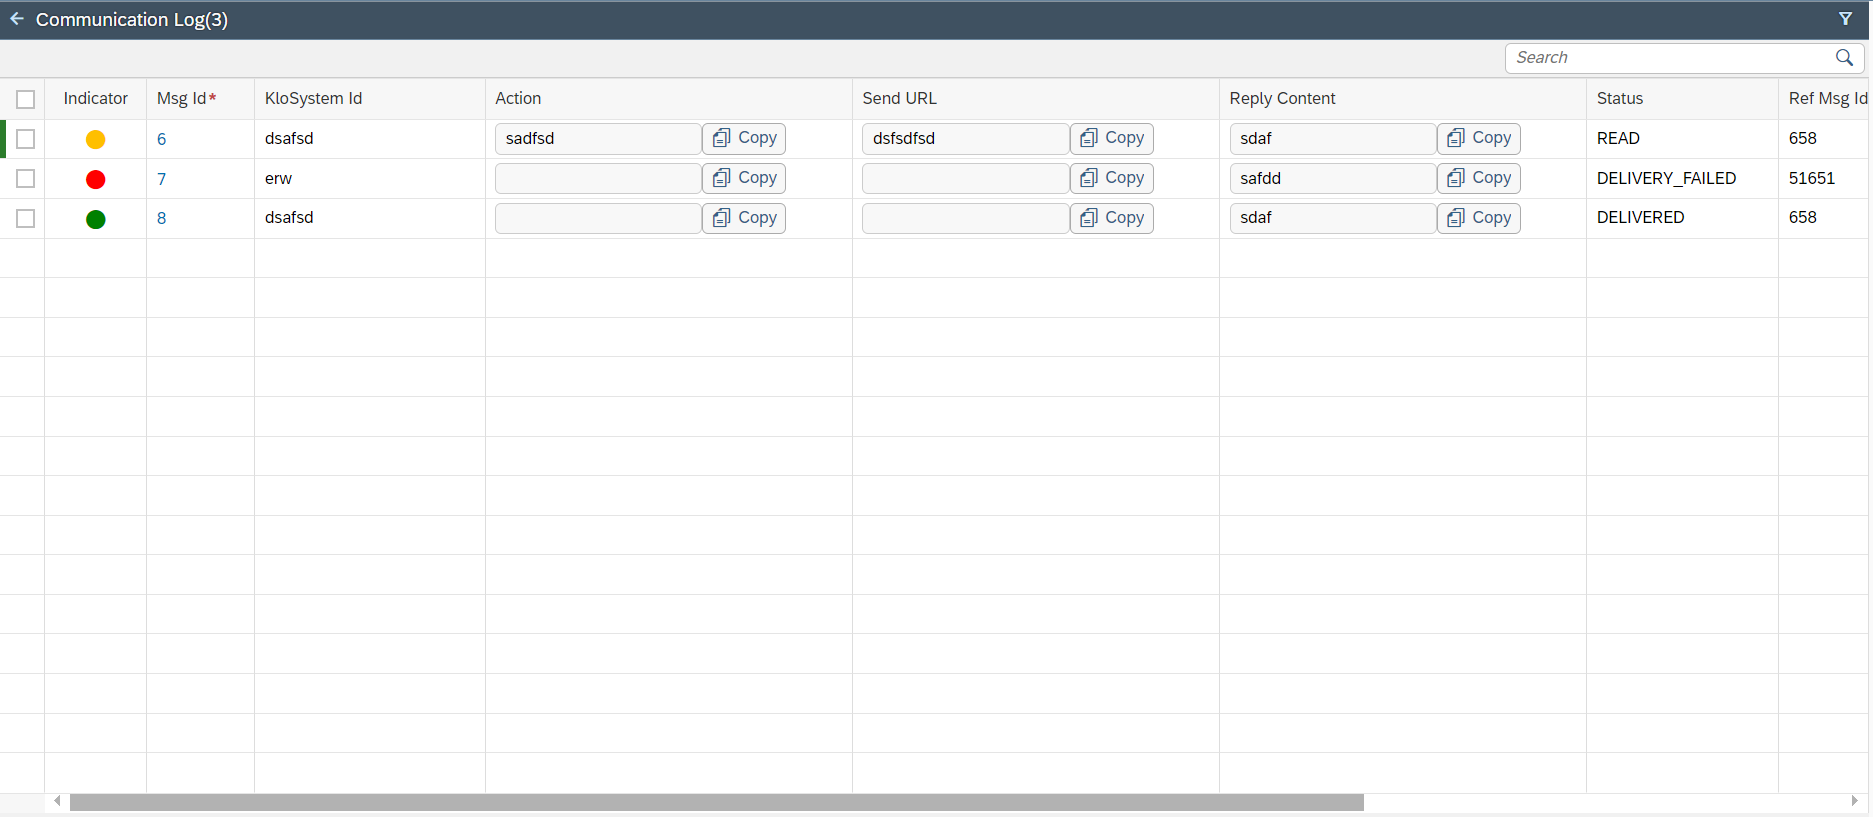 Communication Log(3)
Search
Indicator Msg Id* KloSystem Id Action Send URL Reply Content Status Ref Msg Id
6 dsafsd sadfsd Copy dsfsdfsd Copy sdaf Copy READ 658
7 erw Copy Copy safdd Copy DELIVERY_FAILED 51651
8 dsafsd Copy Copy sdaf Copy DELIVERED 658